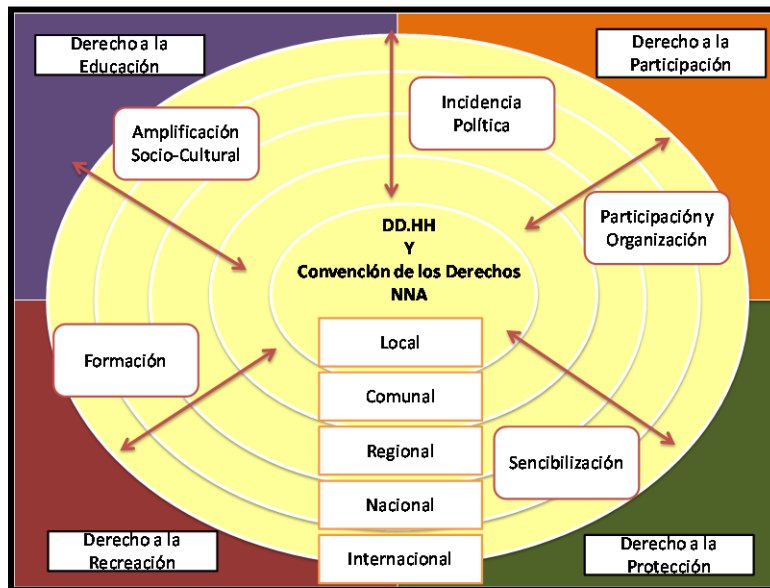 Derecho a la
Educación
Derecho a la
Participación
Incidencia
Política
Amplificación
Socio-Cultural
Participación y
Organización
DD.HH
Y
Convención de los Derechos
NNA
Local
Formación
Comunal
Regional
Sencibilización
Nacional
Derecho a la
Recreación
Internacional
Derecho a la
Protección